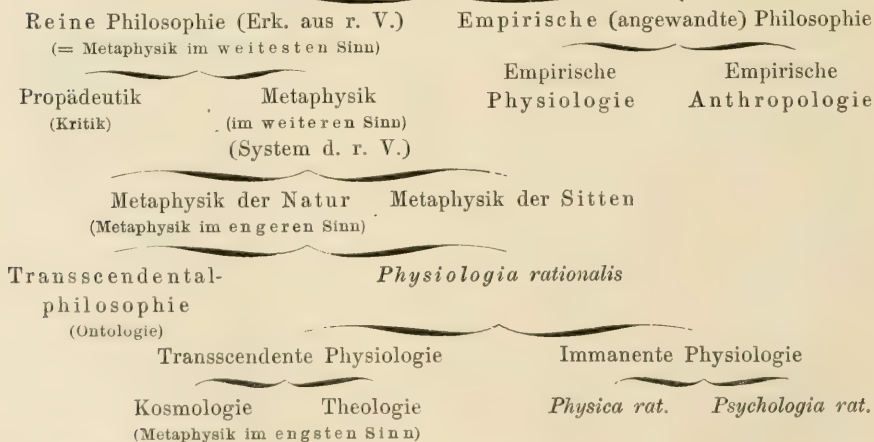 Reine Philosophie (Erk. aus r. V.) Empirische (angewandte) Philosophie
(= Metaphysik im weitesten Sinn)
Empirische Empirische
Propädeutik Metaphysik Physiologie Anthropologie
(Kritik) (im weiteren Sinn)
(System d. r. V.)
Metaphysik der Natur Metaphysik der Sitten
(Metaphysik im engeren Sinn)
Transscendental- Physiologia rationalis
philosophie
(Ontologie)
Transscendente Physiologie Immanente Physiologie
Kosmologie Theologie Physica rat. Psychologia rat.
(Metaphysik im engsten Sinn)